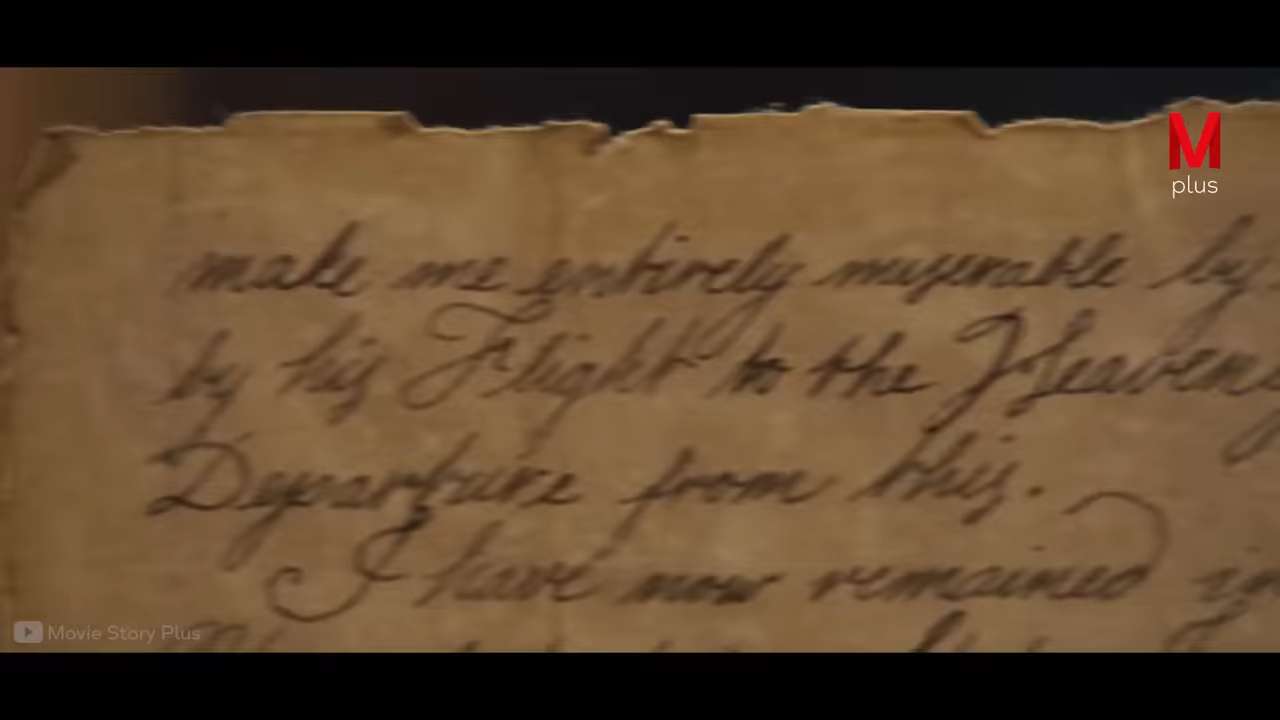 M
plus
make me entirely miserable by
by his Flight to the Heaven
Departure from this.
I have now remained in
Movie Story Plus